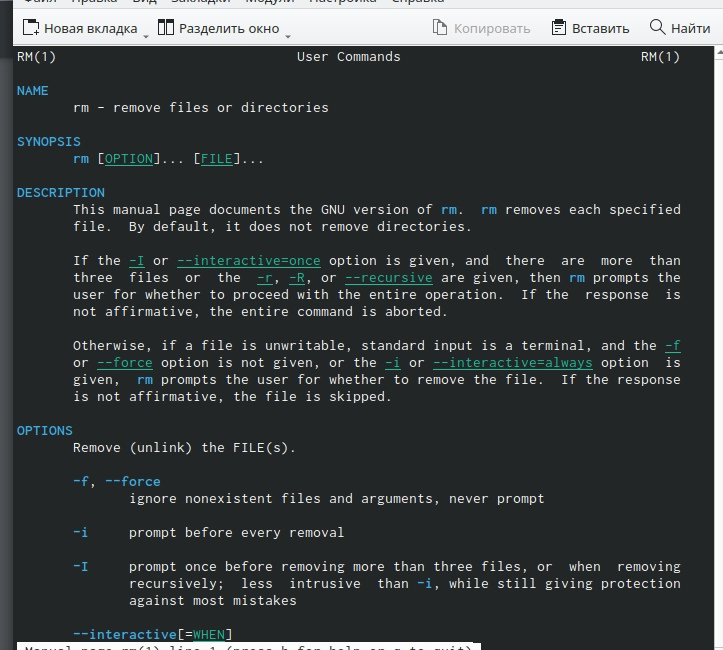 Файл Правка Вид Закладки Модули Настройка Справка
Новая вкладка Разделить окно Копировать Вставить Найти
RM(1) User Commands RM(1)
NAME
rm - remove files or directories
SYNOPSIS
rm [OPTION]... [FILE]...
DESCRIPTION
This manual page documents the GNU version of rm. rm removes each specified
file. By default, it does not remove directories.
If the -I or --interactive=once option is given, and there are more than
three files or the -r, -R, or --recursive are given, then rm prompts the
user for whether to proceed with the entire operation. If the response is
not affirmative, the entire command is aborted.
Otherwise, if a file is unwritable, standard input is a terminal, and the -f
or --force option is not given, or the -i or --interactive=always option is
given, rm prompts the user for whether to remove the file. If the response
is not affirmative, the file is skipped.
OPTIONS
Remove (unlink) the FILE(s).
-f, --force
ignore nonexistent files and arguments, never prompt
-i prompt before every removal
-I prompt once before removing more than three files, or when removing
recursively; less intrusive than -i, while still giving protection
against most mistakes
--interactive[=WHEN]
Manual page rm(1) line 1 (press h for help or q to quit)